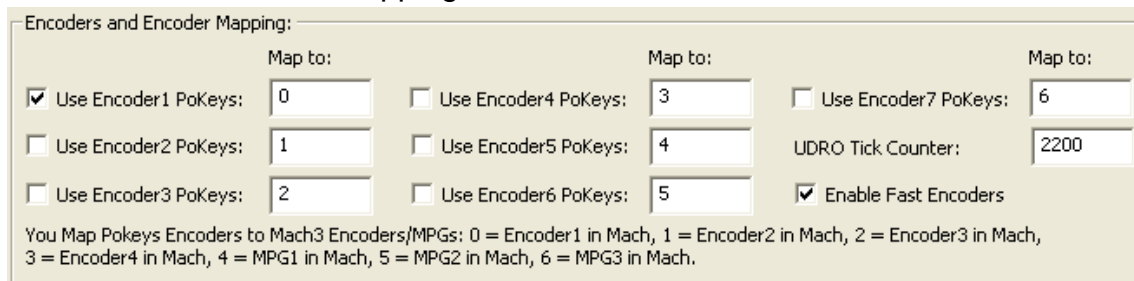 Encoders and Encoder Mapping:
Map to: Map to: Map to:
Use Encoder1 PoKeys: 0 Use Encoder4 PoKeys: 3 Use Encoder7 PoKeys: 6
Use Encoder2 PoKeys: 1 Use Encoder5 PoKeys: 4 UDRO Tick Counter: 2200
Use Encoder3 PoKeys: 2 Use Encoder6 PoKeys: 5 Enable Fast Encoders
You Map Pokeys Encoders to Mach3 Encoders/MPGs: 0 = Encoder1 in Mach, 1 = Encoder2 in Mach, 2 = Encoder3 in Mach,
3 = Encoder4 in Mach, 4 = MPG1 in Mach, 5 = MPG2 in Mach, 6 = MPG3 in Mach.